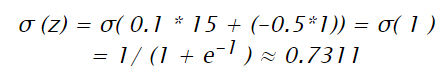 σ (z) = σ( 0.1 * 15 + (-0.5*1)) = σ( 1 )
= 1/ (1 + e⁻¹ ) ≈ 0.7311